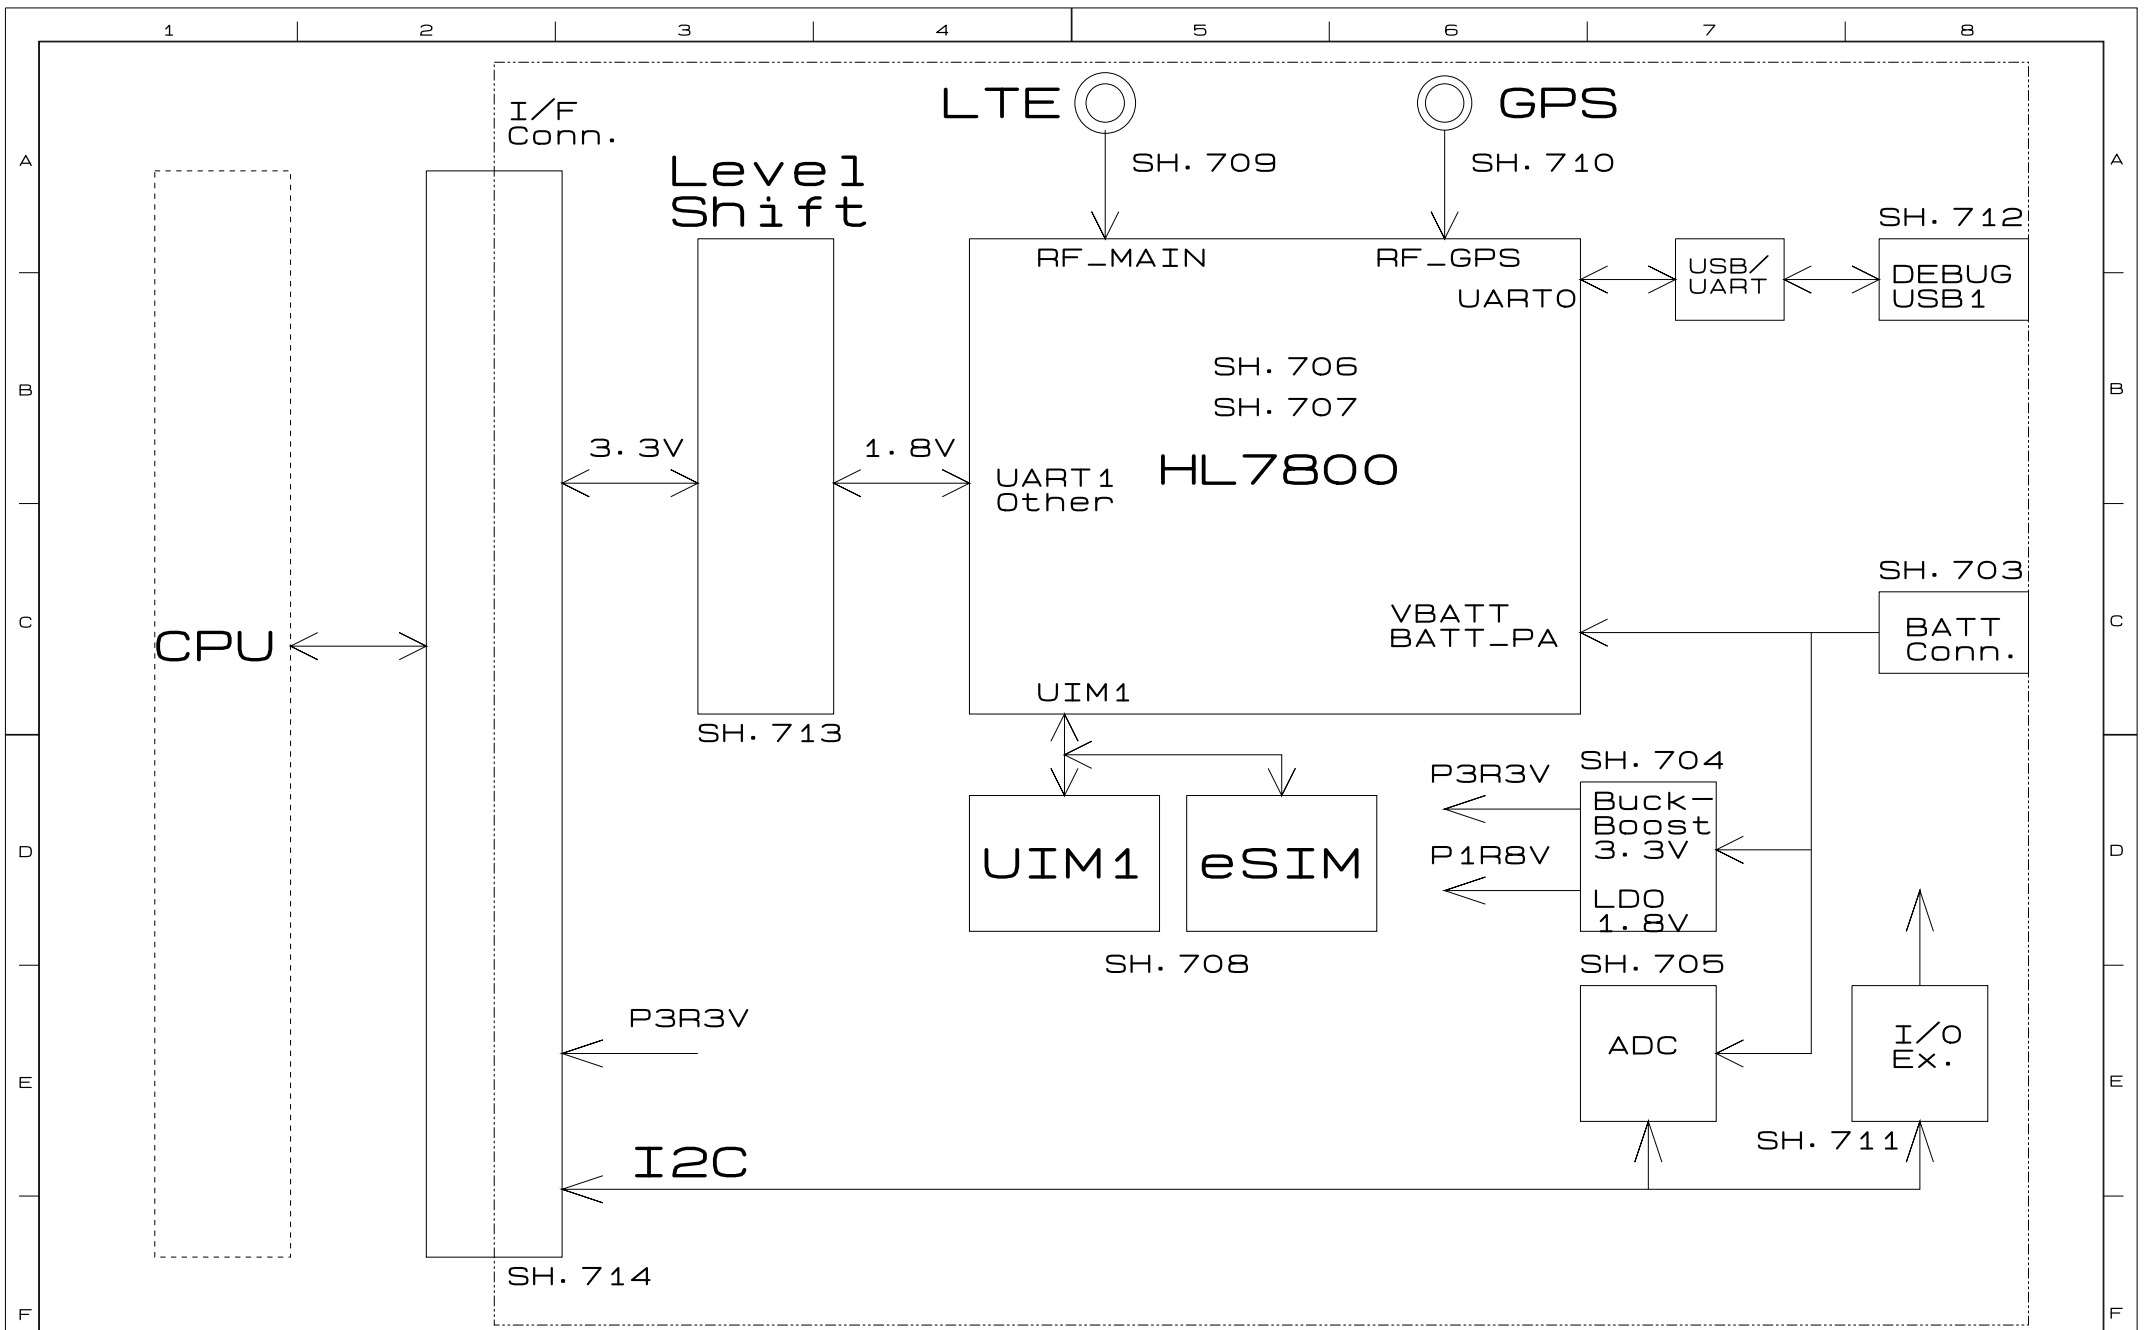 1 2 3 4 5 6 7 8
LTE
GPS
I/F
Conn.
A
A
SH. 709
SH. 710
Level
Shift
SH. 712
RF_MAIN
RF_GPS
USB/
UART
DEBUG
USB1
UART0
SH. 706
B
B
SH. 707
3. 3V
1. 8V
HL7800
UART1
Other
SH. 703
C
C
VBATT
BATT_PA
BATT
Conn.
CPU
UIM1
SH. 713
SH. 704
P3R3V
Buck-
Boost
3. 3V
D
D
UIM1
eSIM
P1R8V
LDO
1. 8V
SH. 708
SH. 705
P3R3V
ADC
I/O
Ex.
E
E
SH. 711
I2C
SH. 714
F
F